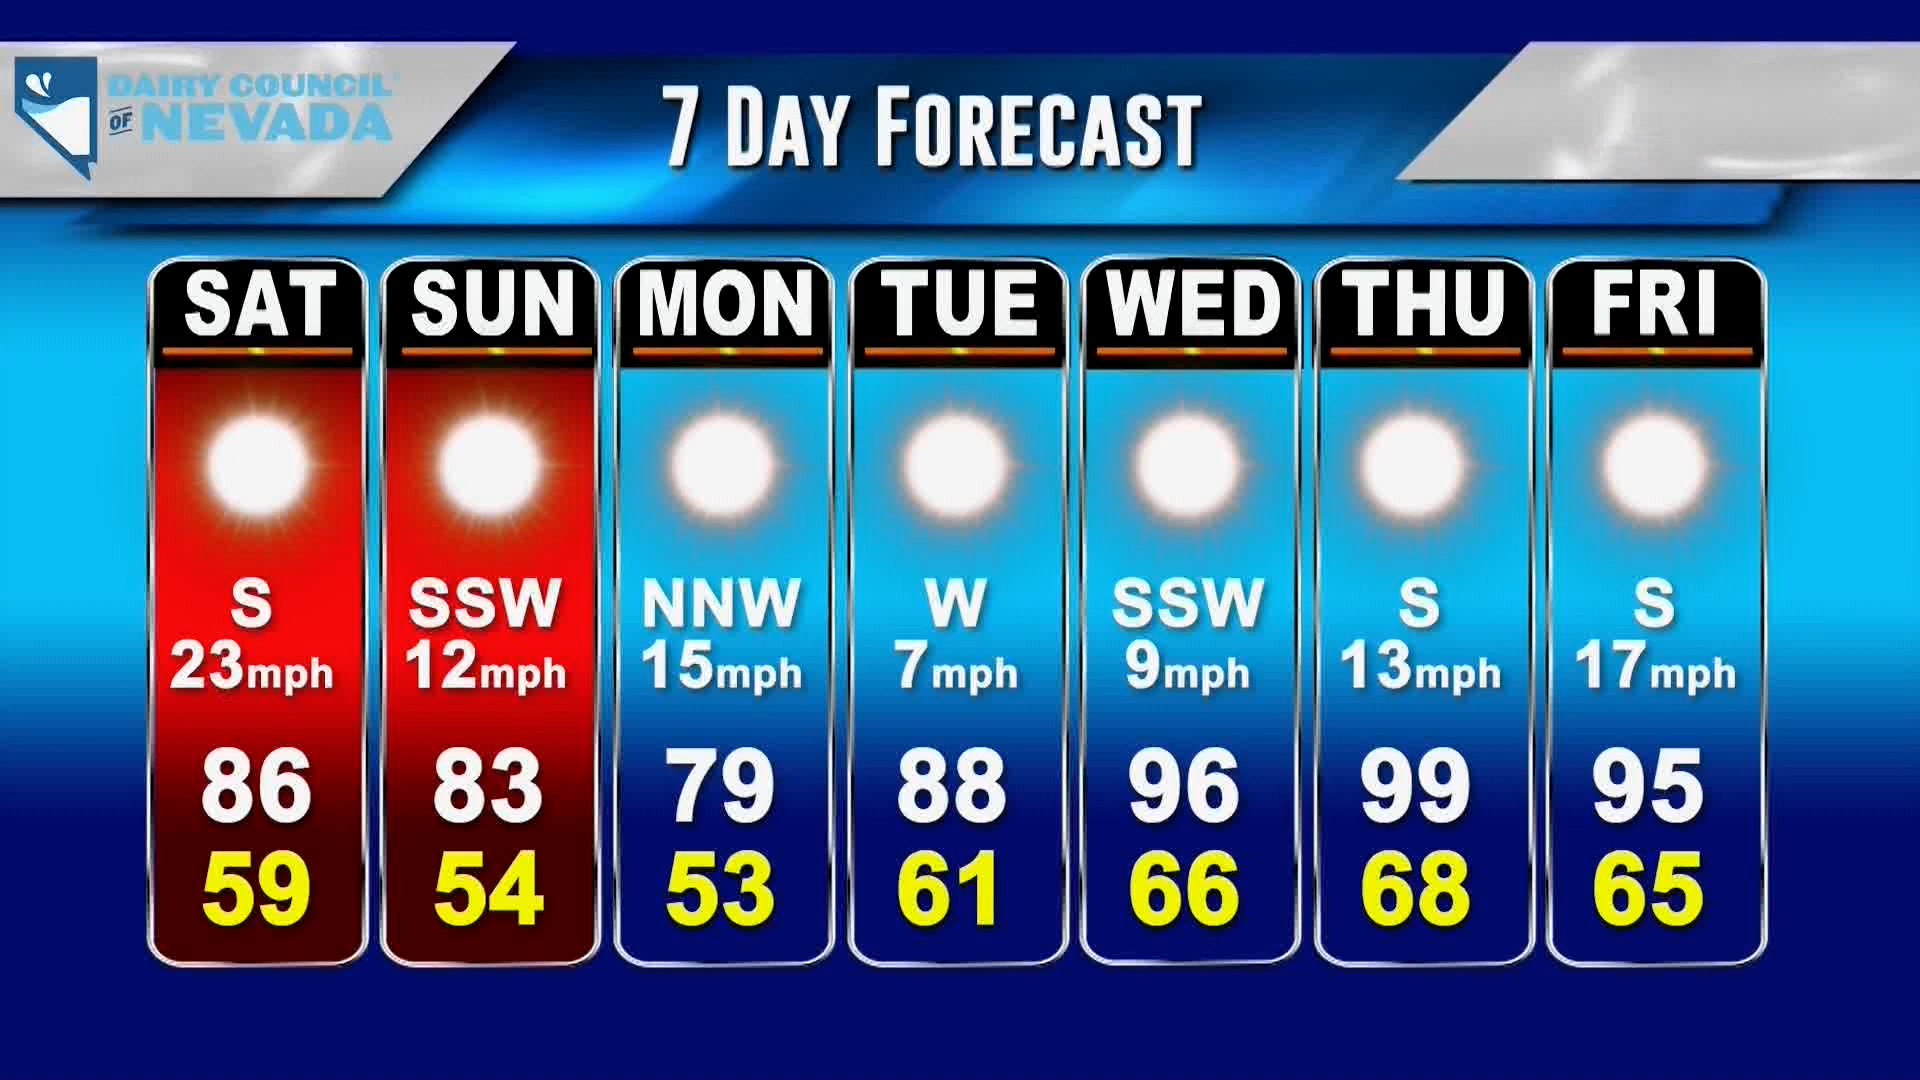 DAIRY COUNCIL®
OF NEVADA
7 DAY FORECAST
SAT
S
23mph
86
59
SUN
SSW
12mph
83
54
MON
NNW
15mph
79
53
TUE
W
7mph
88
61
WED
SSW
9mph
96
66
THU
S
13mph
99
68
FRI
S
17mph
95
65